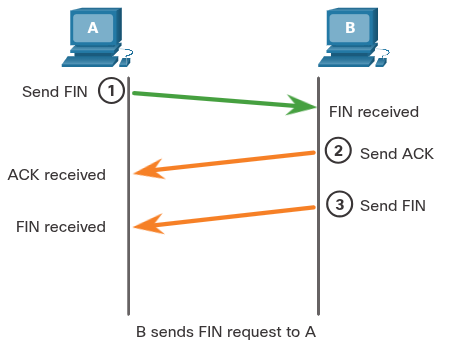 A
B
Send FIN 1
FIN received
2 Send ACK
ACK received
3 Send FIN
FIN received
B sends FIN request to A